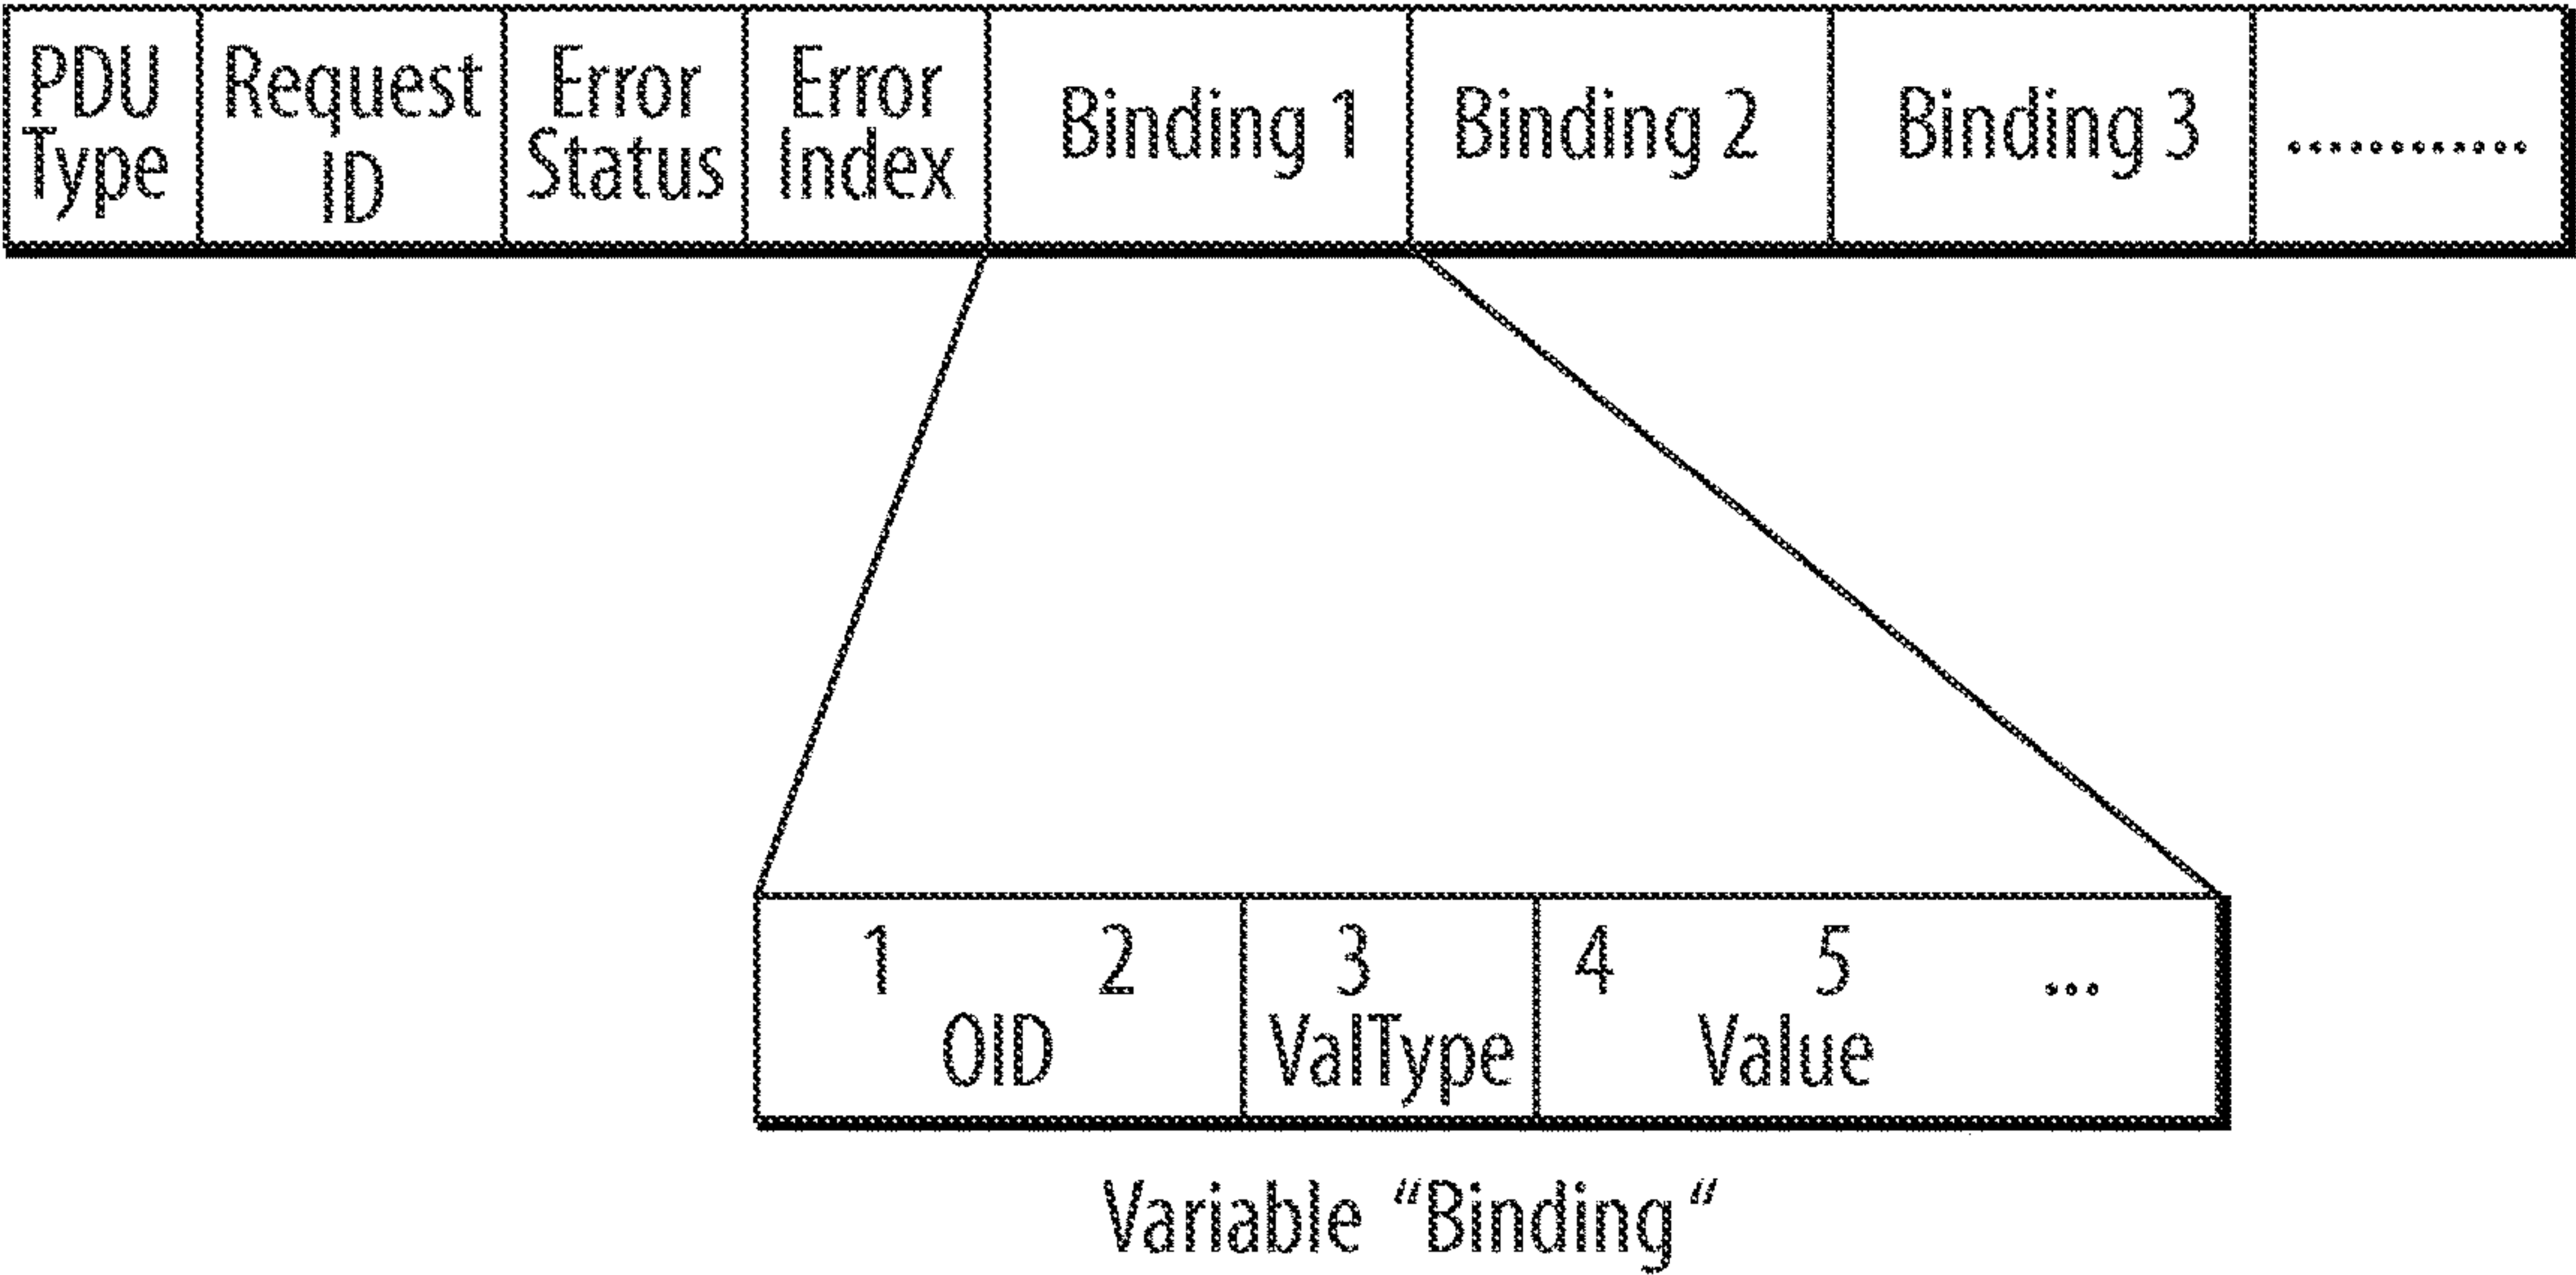 PDU Type
Request ID
Error Status
Error Index
Binding 1
Binding 2
Binding 3
............
1 2
OID
3
ValType
4 5 ...
Value
Variable “Binding “